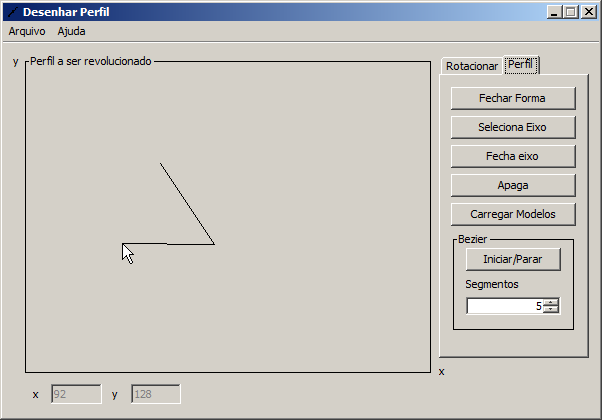 Desenhar Perfil
Arquivo Ajuda
y Perfil a ser revolucionado
Rotacionar Perfil
Fechar Forma
Seleciona Eixo
Fecha eixo
Apaga
Carregar Modelos
Bezier
Iniciar/Parar
Segmentos
5
x
x 92 y 128